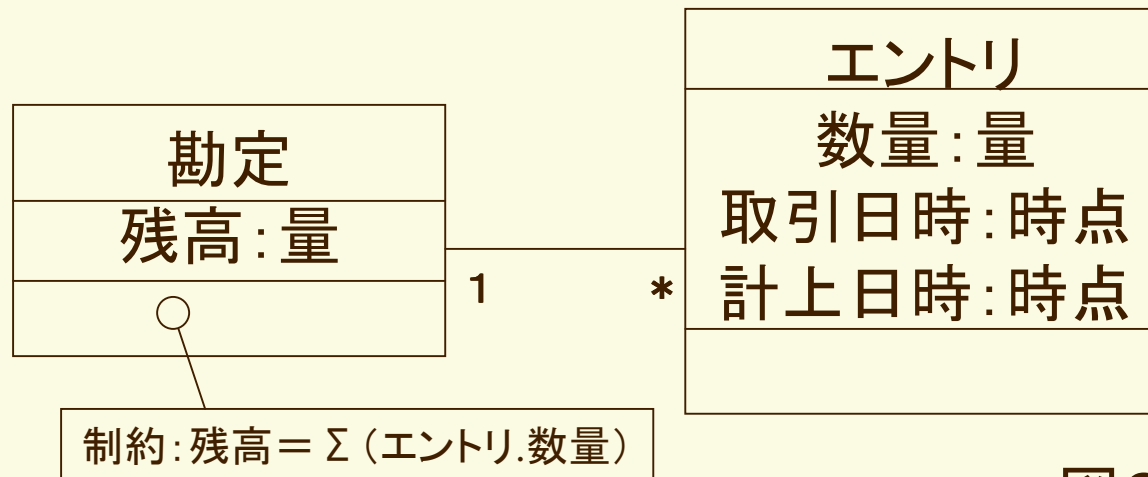 エントリ
数量:量
取引日時:時点
計上日時:時点
勘定
残高:量
1
*
制約:残高=Σ(エントリ.数量)